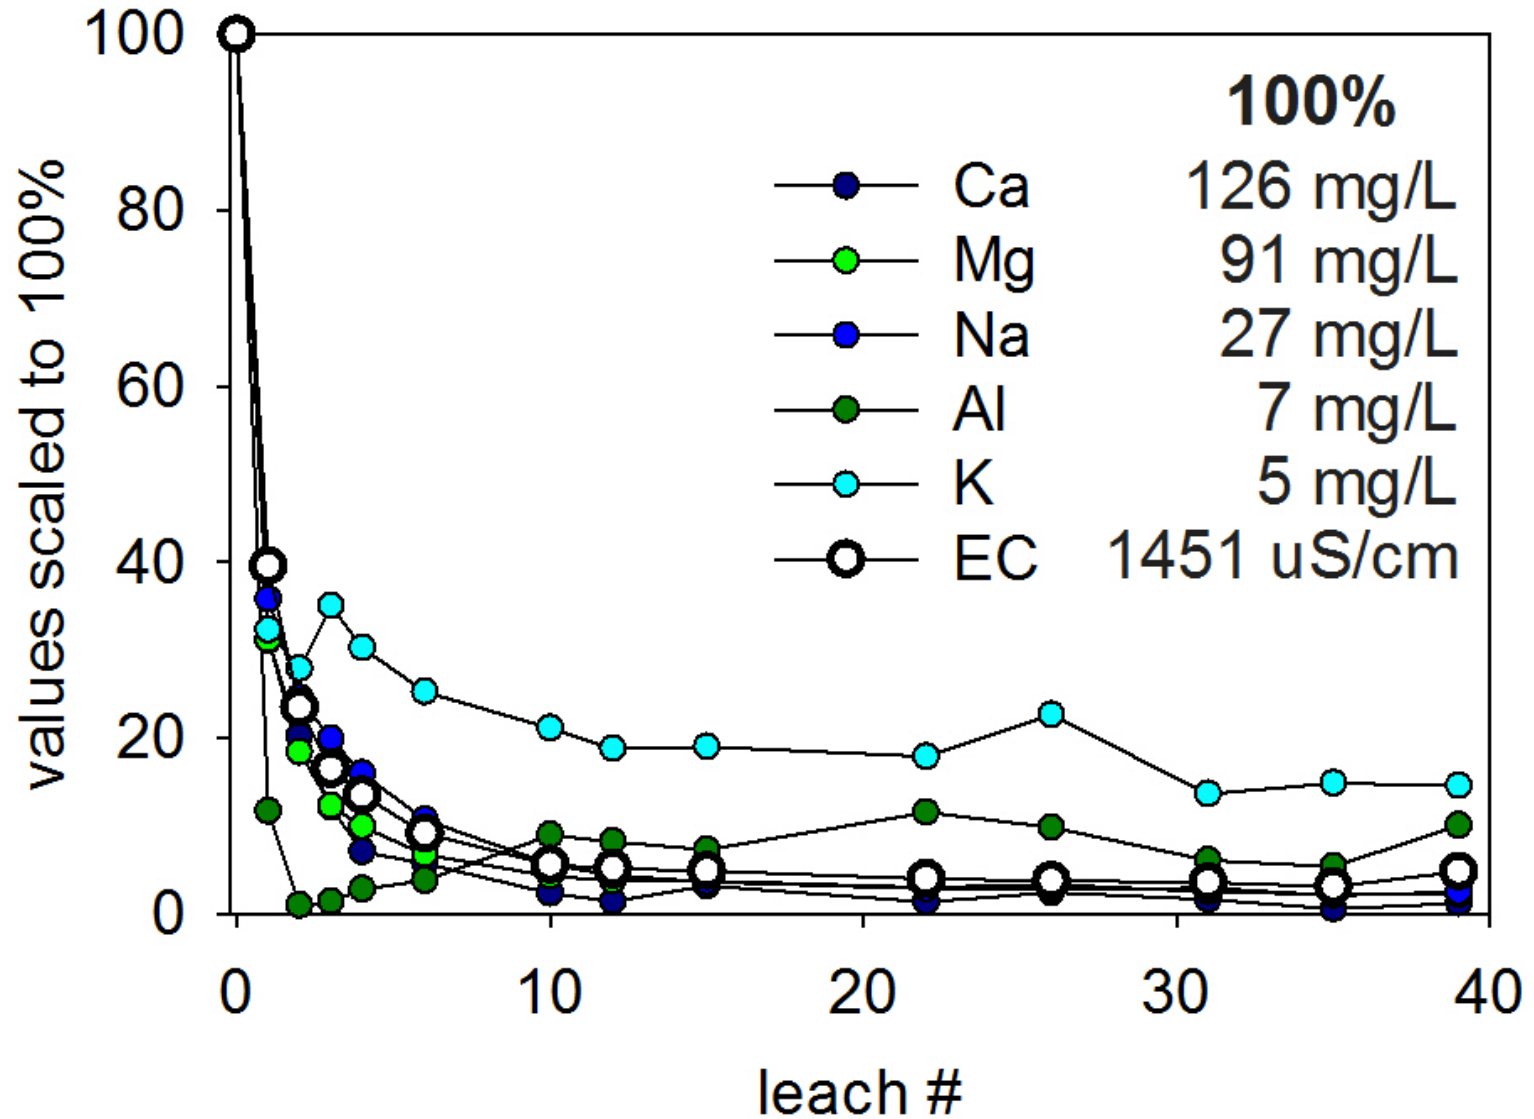 100
80
60
40
20
0
values scaled to 100%
100%
Ca 126 mg/L
Mg 91 mg/L
Na 27 mg/L
Al 7 mg/L
K 5 mg/L
EC 1451 uS/cm
0 10 20 30 40
leach #